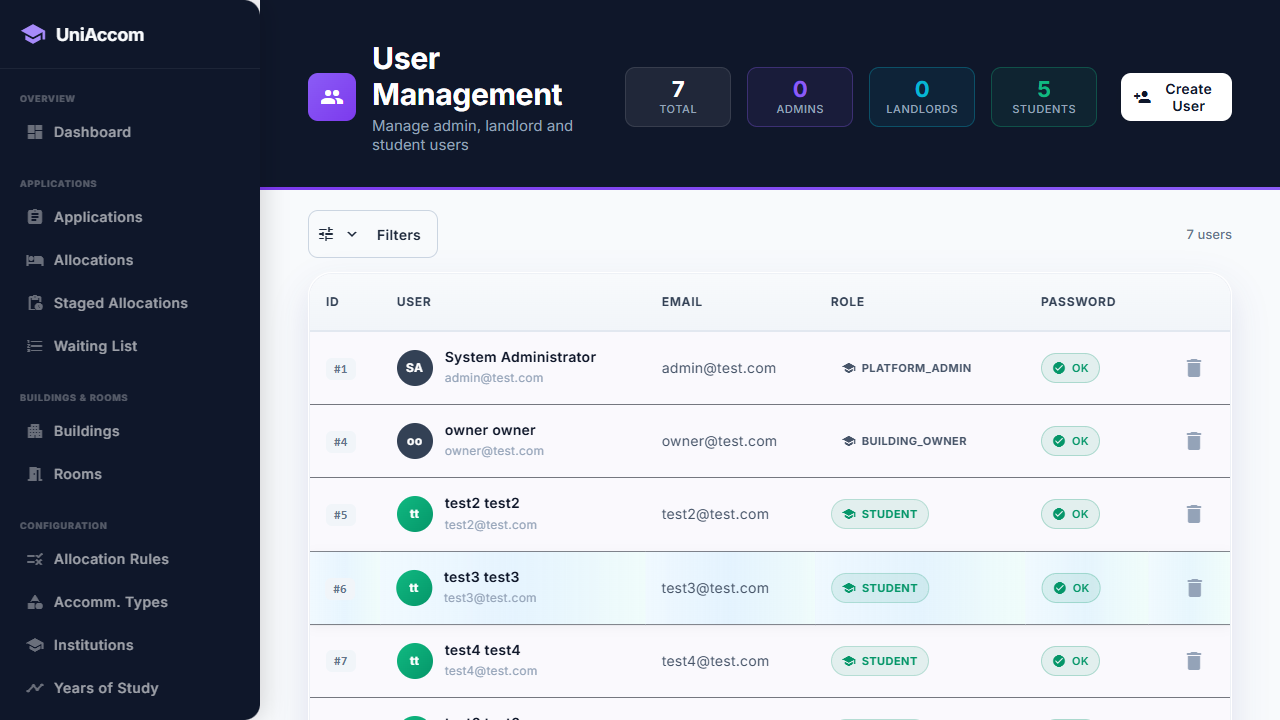 UniAccom
OVERVIEW
Dashboard
APPLICATIONS
Applications
Allocations
Staged Allocations
Waiting List
BUILDINGS & ROOMS
Buildings
Rooms
CONFIGURATION
Allocation Rules
Accomm. Types
Institutions
Years of Study
User
Management
Manage admin, landlord and
student users
7
TOTAL
0
ADMINS
0
LANDLORDS
5
STUDENTS
Create
User
Filters
7 users
ID USER EMAIL ROLE PASSWORD
#1 SA System Administrator admin@test.com admin@test.com PLATFORM_ADMIN OK
#4 oo owner owner owner@test.com owner@test.com BUILDING_OWNER OK
#5 tt test2 test2 test2@test.com test2@test.com STUDENT OK
#6 tt test3 test3 test3@test.com test3@test.com STUDENT OK
#7 tt test4 test4 test4@test.com test4@test.com STUDENT OK